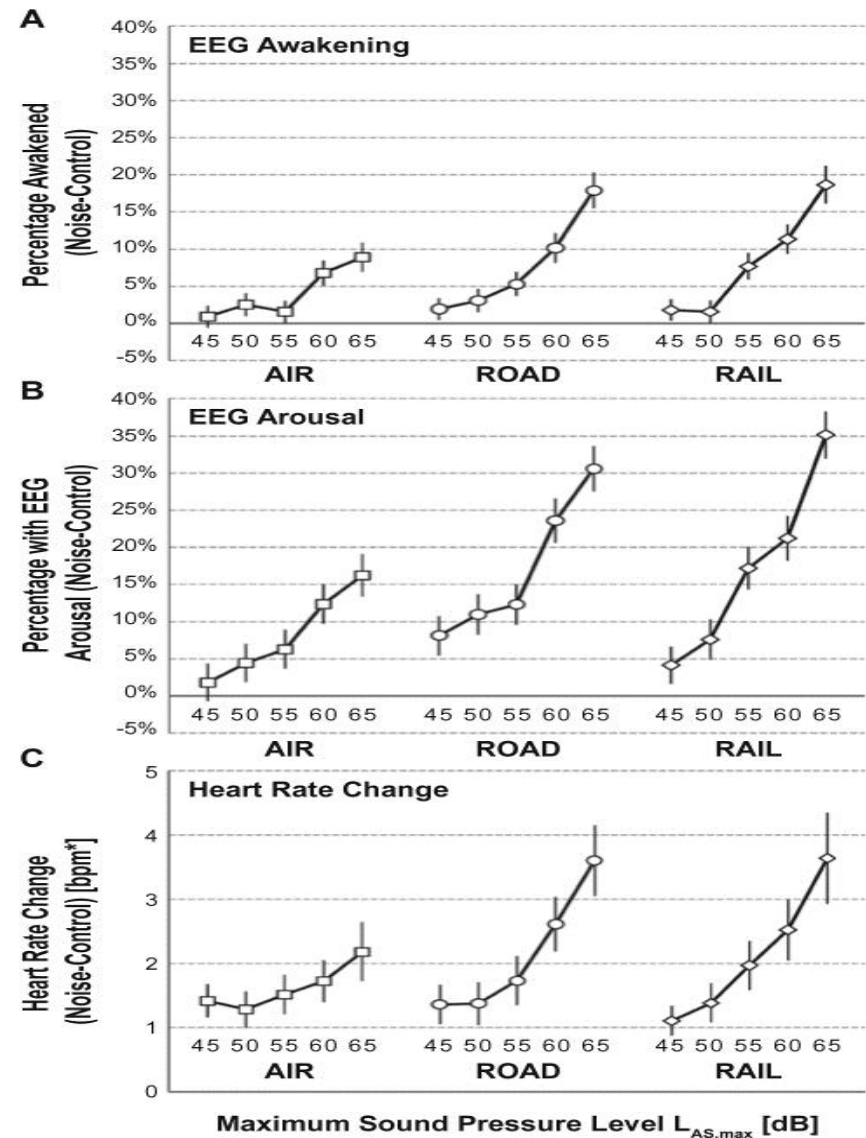 A
EEG Awakening
Percentage Awakened
(Noise-Control)
40%
35%
30%
25%
20%
15%
10%
5%
0%
-5%
45 50 55 60 65 45 50 55 60 65 45 50 55 60 65
AIR ROAD RAIL
B
EEG Arousal
Percentage with EEG
Arousal (Noise-Control)
40%
35%
30%
25%
20%
15%
10%
5%
0%
-5%
45 50 55 60 65 45 50 55 60 65 45 50 55 60 65
AIR ROAD RAIL
C
Heart Rate Change
Heart Rate Change
(Noise-Control) [bpm*]
5
4
3
2
1
0
45 50 55 60 65 45 50 55 60 65 45 50 55 60 65
AIR ROAD RAIL
Maximum Sound Pressure Level LAS,max [dB]